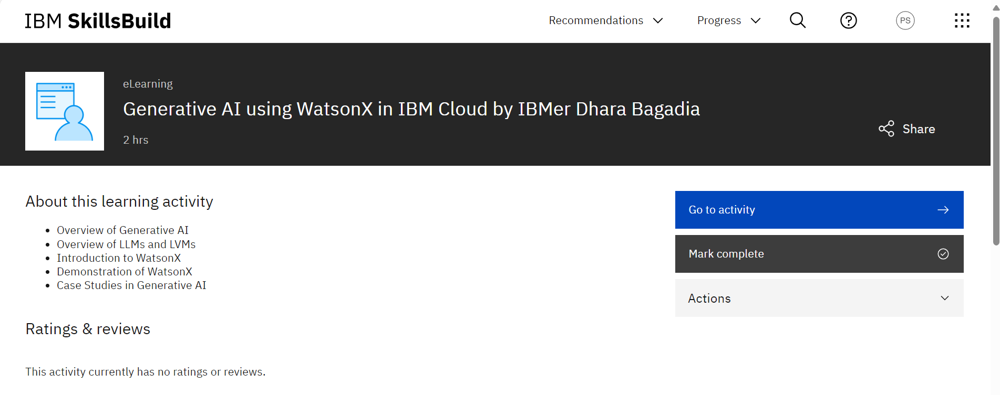 IBM SkillsBuild
Recommendations
Progress
PS
eLearning
Generative AI using WatsonX in IBM Cloud by IBMer Dhara Bagadia
2 hrs
Share
About this learning activity
Overview of Generative AI
Overview of LLMs and LVMs
Introduction to WatsonX
Demonstration of WatsonX
Case Studies in Generative AI
Go to activity
Mark complete
Actions
Ratings & reviews
This activity currently has no ratings or reviews.